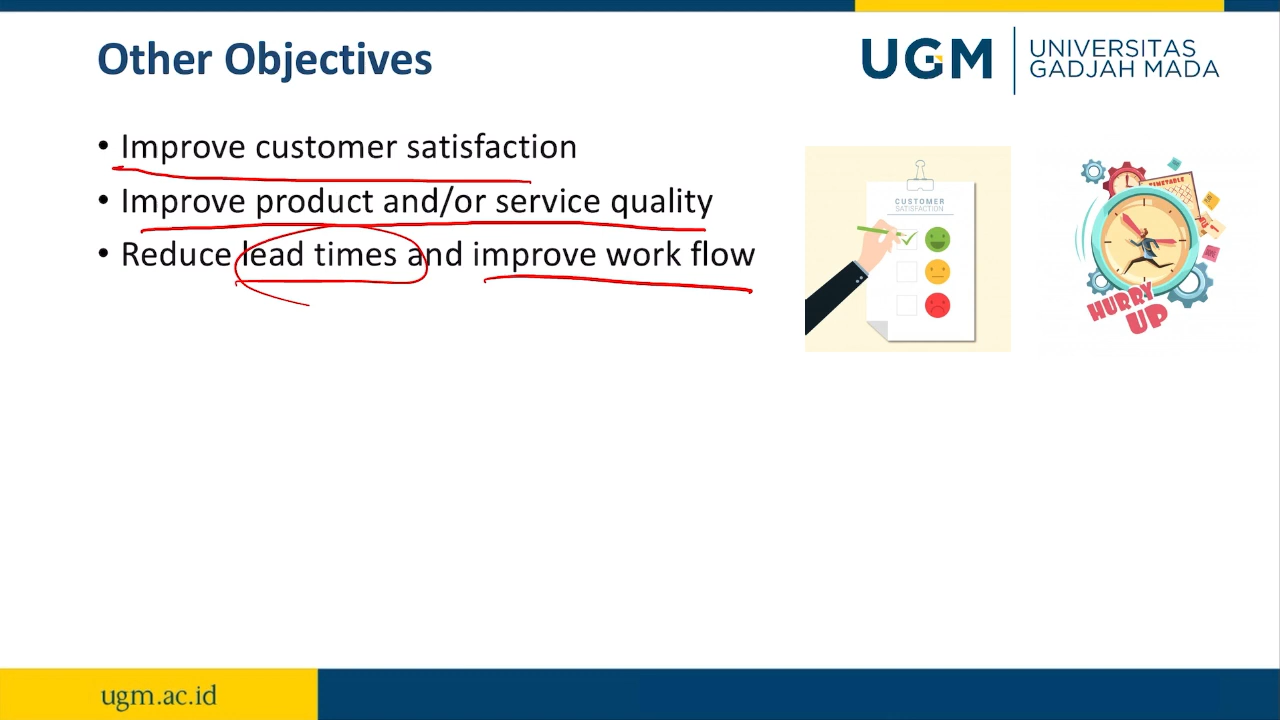 Other Objectives
UGM
UNIVERSITAS
GADJAH MADA
• Improve customer satisfaction
• Improve product and/or service quality
• Reduce lead times and improve work flow
CUSTOMER
SATISFACTION
TIMETABLE
HURRY
UP
ugm.ac.id